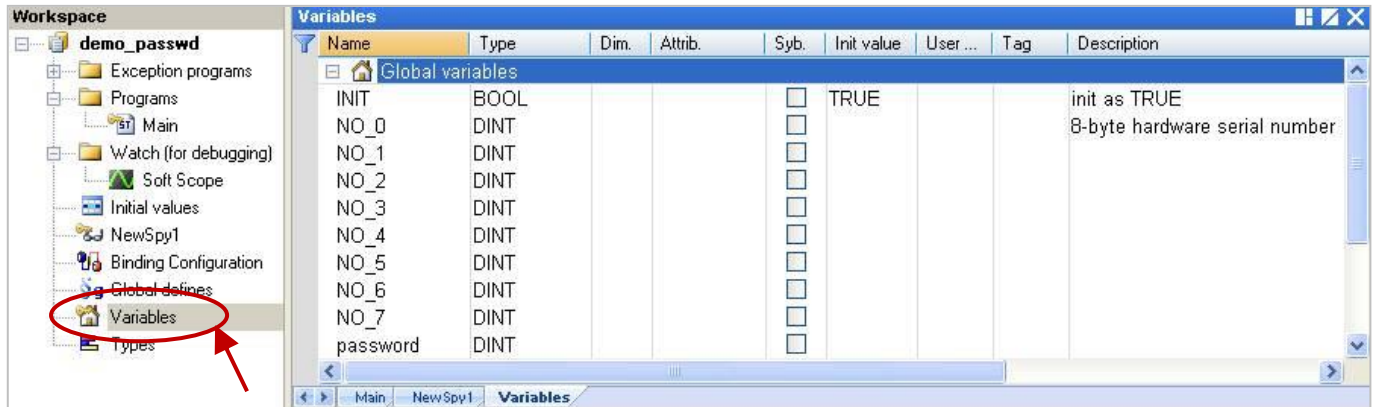 Workspace
demo_passwd
Exception programs
Programs
ST Main
Watch (for debugging)
Soft Scope
Initial values
NewSpy1
Binding Configuration
Global defines
Variables
Types
Variables
Name Type Dim. Attrib. Syb. Init value User ... Tag Description
Global variables
INIT BOOL TRUE init as TRUE
NO_0 DINT 8-byte hardware serial number
NO_1 DINT
NO_2 DINT
NO_3 DINT
NO_4 DINT
NO_5 DINT
NO_6 DINT
NO_7 DINT
password DINT
Main NewSpy1 Variables